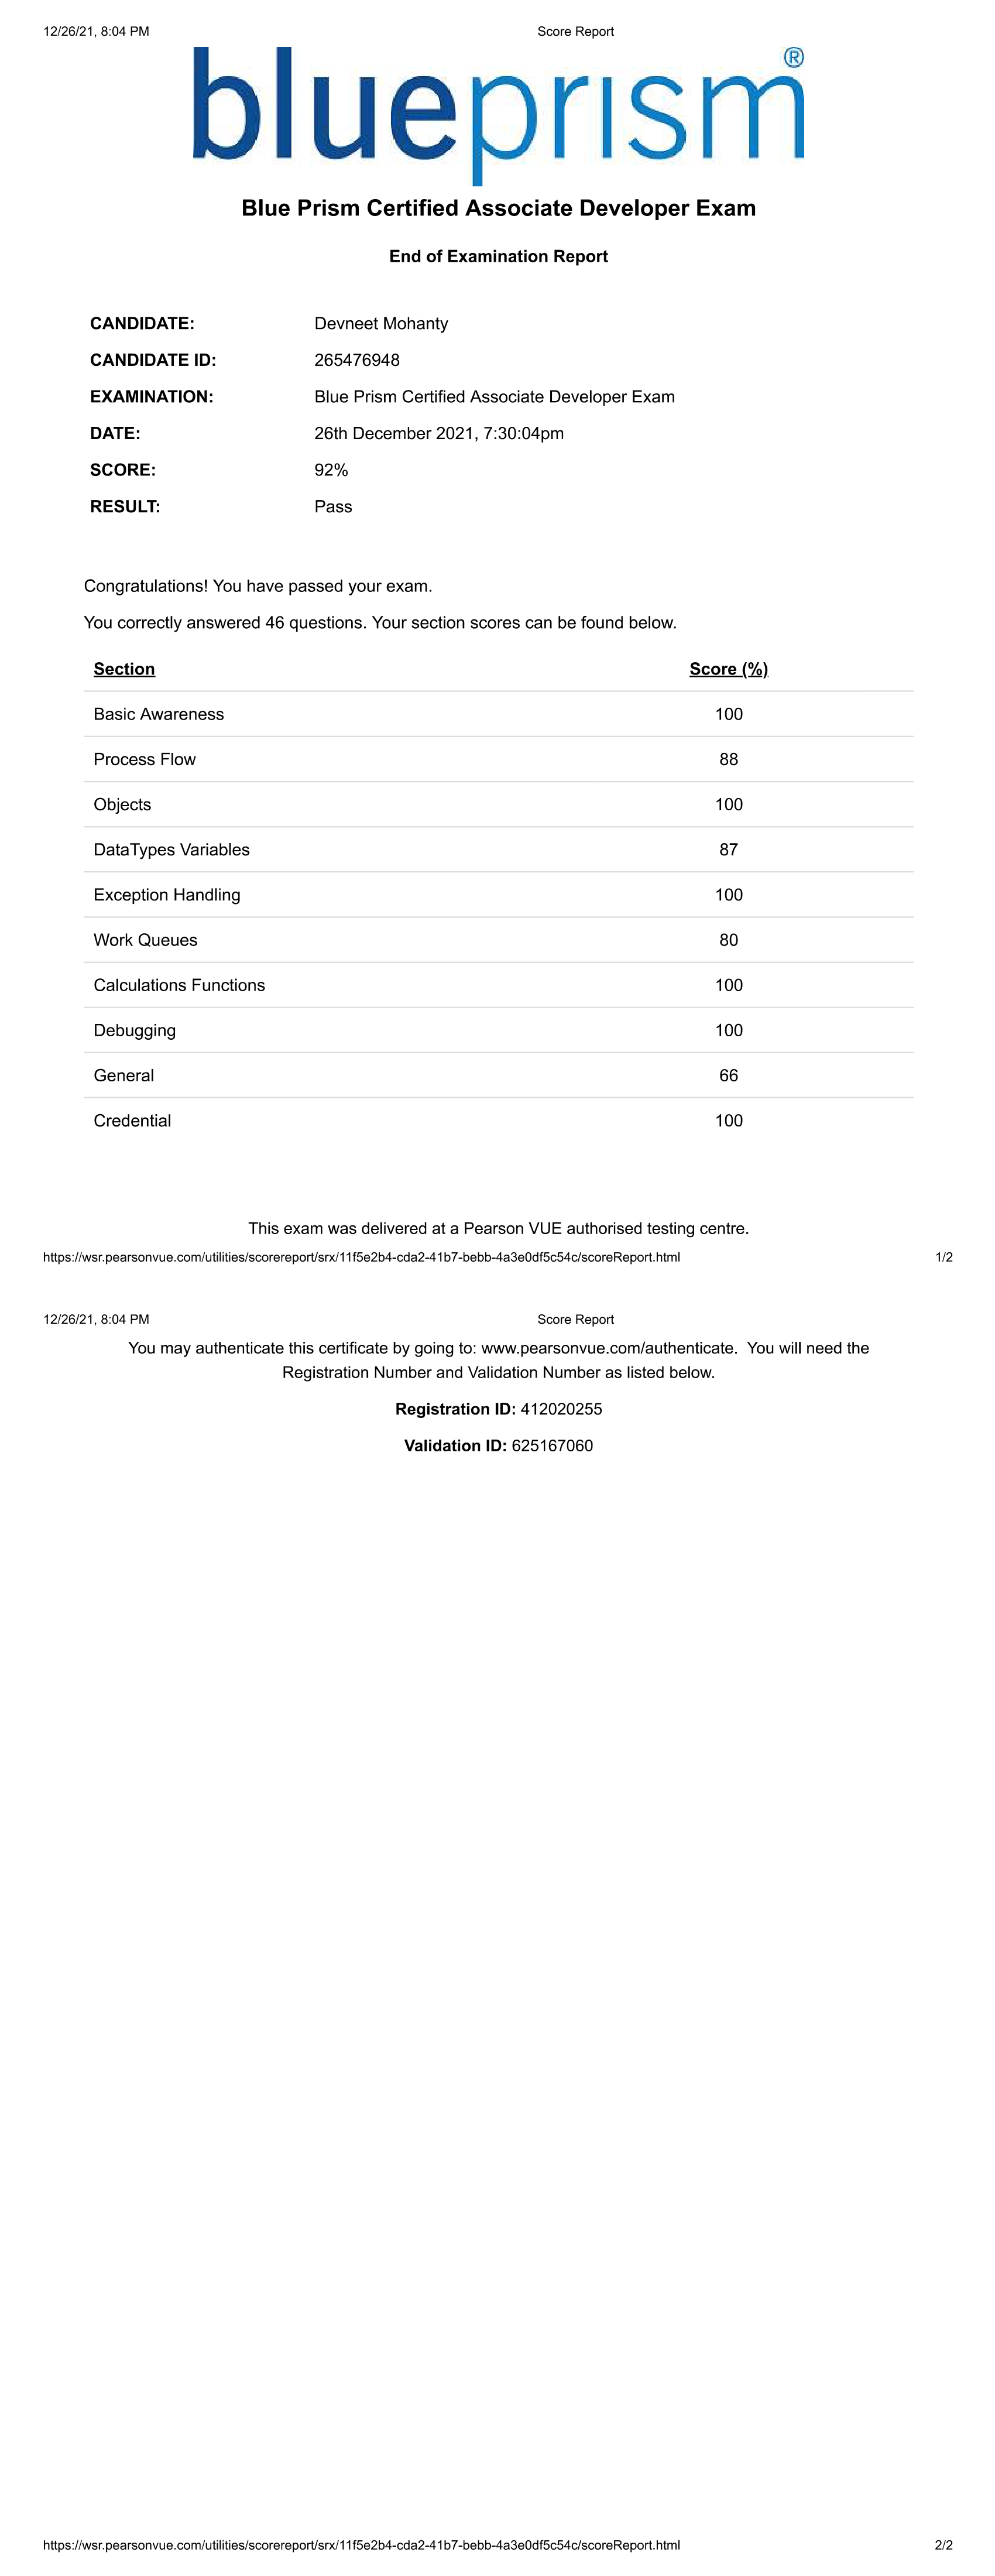 12/26/21, 8:04 PM Score Report
blueprism®
Blue Prism Certified Associate Developer Exam
End of Examination Report
CANDIDATE: Devneet Mohanty
CANDIDATE ID: 265476948
EXAMINATION: Blue Prism Certified Associate Developer Exam
DATE: 26th December 2021, 7:30:04pm
SCORE: 92%
RESULT: Pass
Congratulations! You have passed your exam.
You correctly answered 46 questions. Your section scores can be found below.
Section Score (%)
Basic Awareness 100
Process Flow 88
Objects 100
DataTypes Variables 87
Exception Handling 100
Work Queues 80
Calculations Functions 100
Debugging 100
General 66
Credential 100
This exam was delivered at a Pearson VUE authorised testing centre.
https://wsr.pearsonvue.com/utilities/scorereport/srx/11f5e2b4-cda2-41b7-bebb-4a3e0df5c54c/scoreReport.html 1/2
12/26/21, 8:04 PM Score Report
You may authenticate this certificate by going to: www.pearsonvue.com/authenticate. You will need the
Registration Number and Validation Number as listed below.
Registration ID: 412020255
Validation ID: 625167060
https://wsr.pearsonvue.com/utilities/scorereport/srx/11f5e2b4-cda2-41b7-bebb-4a3e0df5c54c/scoreReport.html 2/2